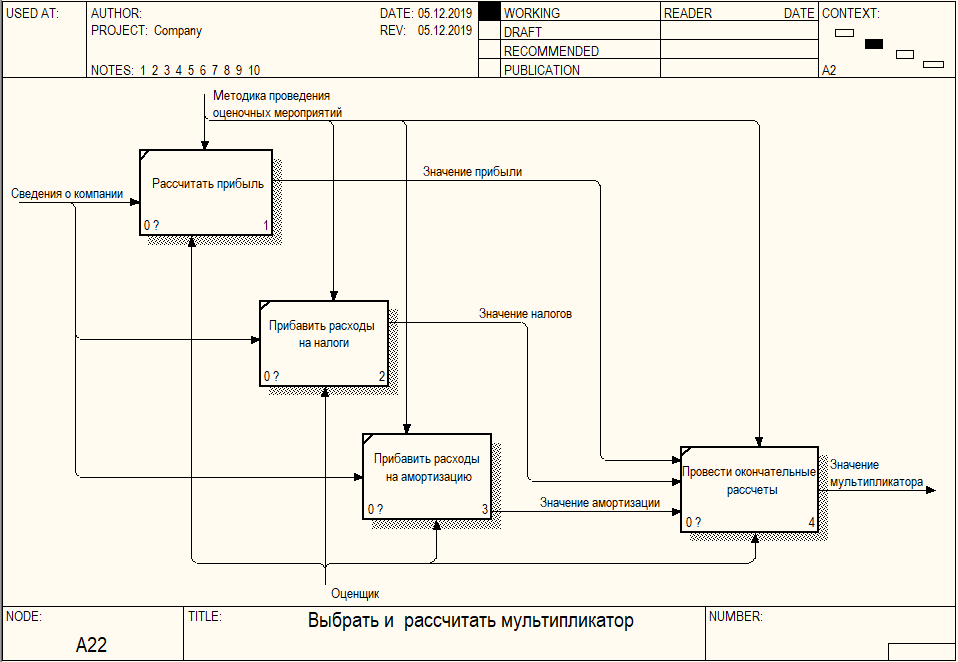 USED AT:
AUTHOR:
DATE: 05.12.2019
PROJECT: Company
REV: 05.12.2019
NOTES: 1 2 3 4 5 6 7 8 9 10
WORKING
DRAFT
RECOMMENDED
PUBLICATION
READER
DATE
CONTEXT:
A2
Методика проведения
оценочных мероприятий
Сведения о компании
Рассчитать прибыль
0 ?
1
Значение прибыли
Прибавить расходы
на налоги
0 ?
2
Значение налогов
Прибавить расходы
на амортизацию
0 ?
3
Значение амортизации
Провести окончательные
рассчеты
0 ?
4
Значение
мультипликатора
Оценщик
NODE:
A22
TITLE:
Выбрать и рассчитать мультипликатор
NUMBER: